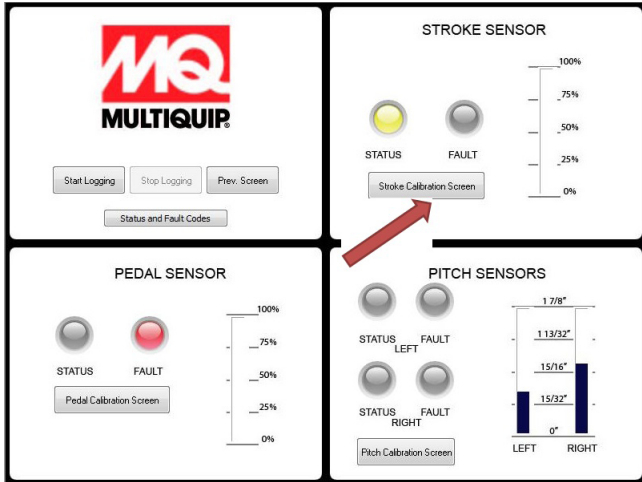 MQ
MULTIQUIP
Start Logging
Stop Logging
Prev. Screen
Status and Fault Codes
STROKE SENSOR
100%
75%
50%
25%
0%
STATUS
FAULT
Stroke Calibration Screen
PEDAL SENSOR
100%
75%
50%
25%
0%
STATUS
FAULT
Pedal Calibration Screen
PITCH SENSORS
STATUS
FAULT
LEFT
STATUS
FAULT
RIGHT
1 7/8"
1 13/32"
15/16"
15/32"
0"
LEFT
RIGHT
Pitch Calibration Screen